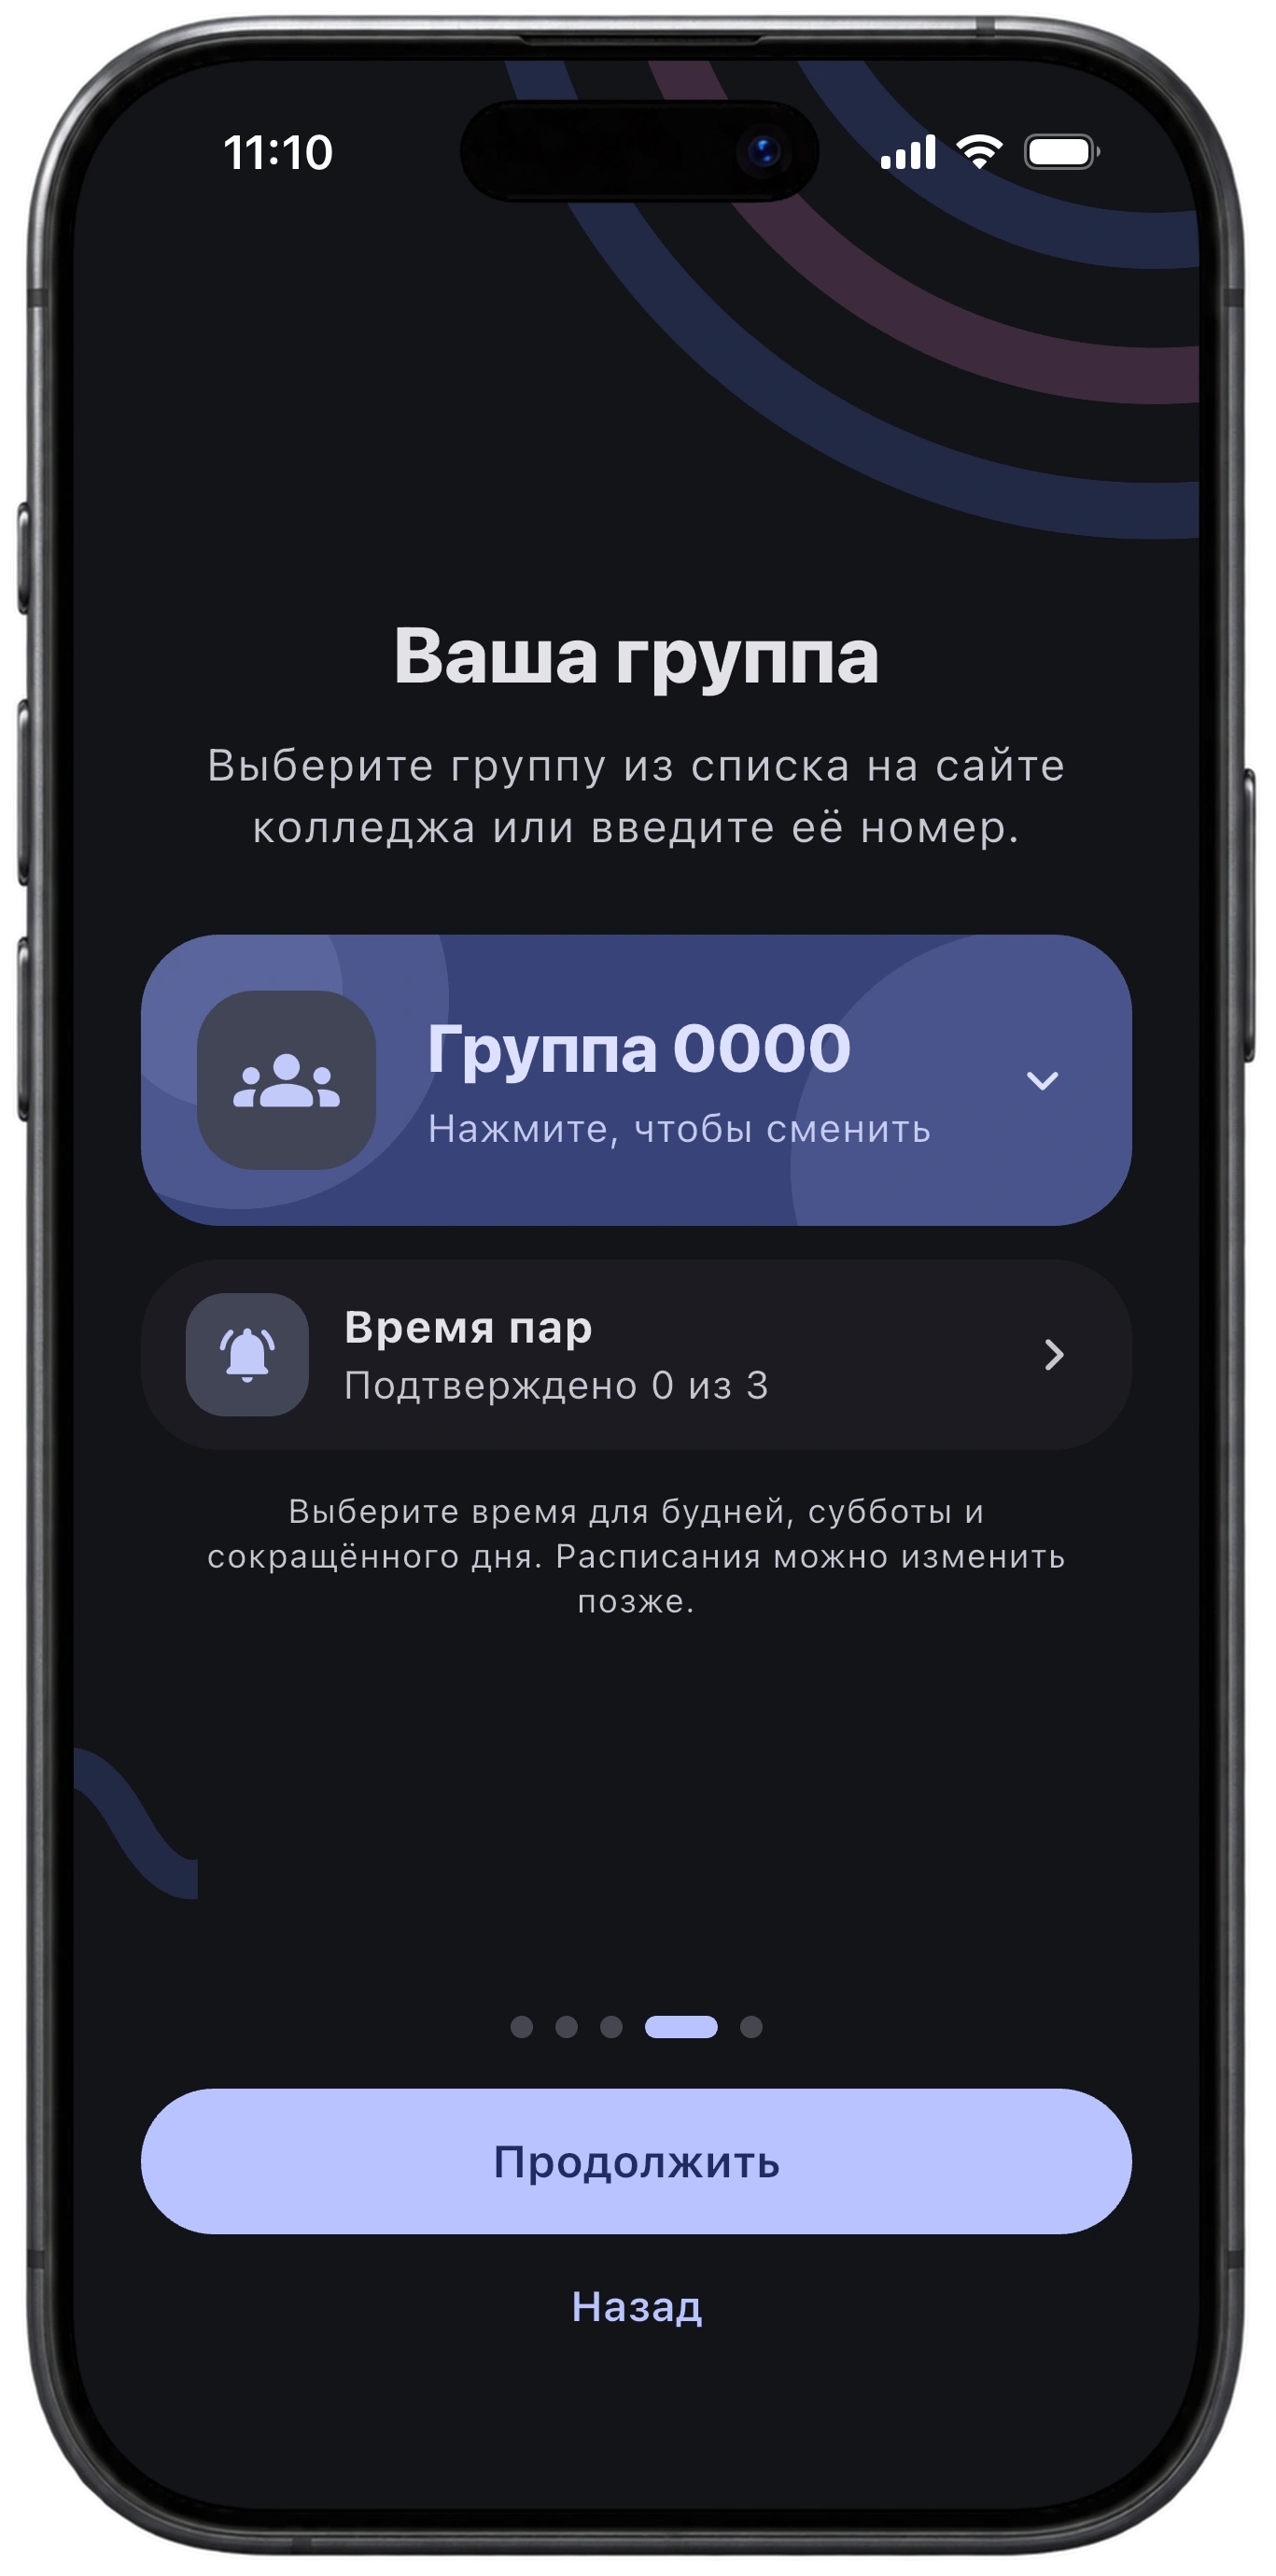 11:10
Ваша группа
Выберите группу из списка на сайте
колледжа или введите её номер.
Группа 0000
Нажмите, чтобы сменить
Время пар
Подтверждено 0 из 3
Выберите время для будней, субботы и
сокращённого дня. Расписания можно изменить
позже.
Продолжить
Назад